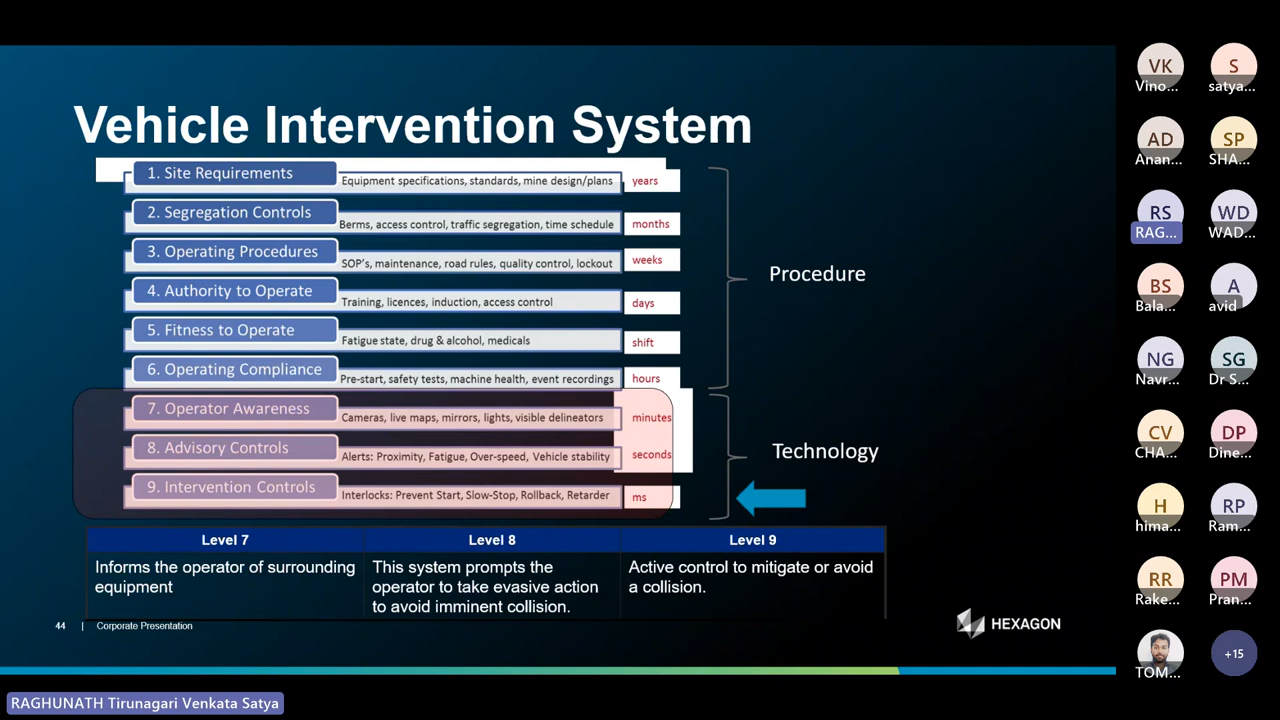 Vehicle Intervention System
1. Site Requirements
Equipment specifications, standards, mine design/plans
years
2. Segregation Controls
Berms, access control, traffic segregation, time schedule
months
3. Operating Procedures
SOP's, maintenance, road rules, quality control, lockout
weeks
4. Authority to Operate
Training, licences, induction, access control
days
5. Fitness to Operate
Fatigue state, drug & alcohol, medicals
shift
6. Operating Compliance
Pre-start, safety tests, machine health, event recordings
hours
Procedure
7. Operator Awareness
Cameras, live maps, mirrors, lights, visible delineators
minutes
8. Advisory Controls
Alerts: Proximity, Fatigue, Over-speed, Vehicle stability
seconds
9. Intervention Controls
Interlocks: Prevent Start, Slow-Stop, Rollback, Retarder
ms
Technology
Level 7
Informs the operator of surrounding
equipment
Level 8
This system prompts the
operator to take evasive action
to avoid imminent collision.
Level 9
Active control to mitigate or avoid
a collision.
44 | Corporate Presentation
HEXAGON
VK
Vino...
S
satya...
AD
Anan...
SP
SHA...
RS
RAG...
WD
WAD...
BS
Bala...
A
avid
NG
Navr...
SG
Dr S...
CV
CHA...
DP
Dine...
H
hima...
RP
Ram...
RR
Rake...
PM
Pran...
TOM...
+15
RAGHUNATH Tirunagari Venkata Satya